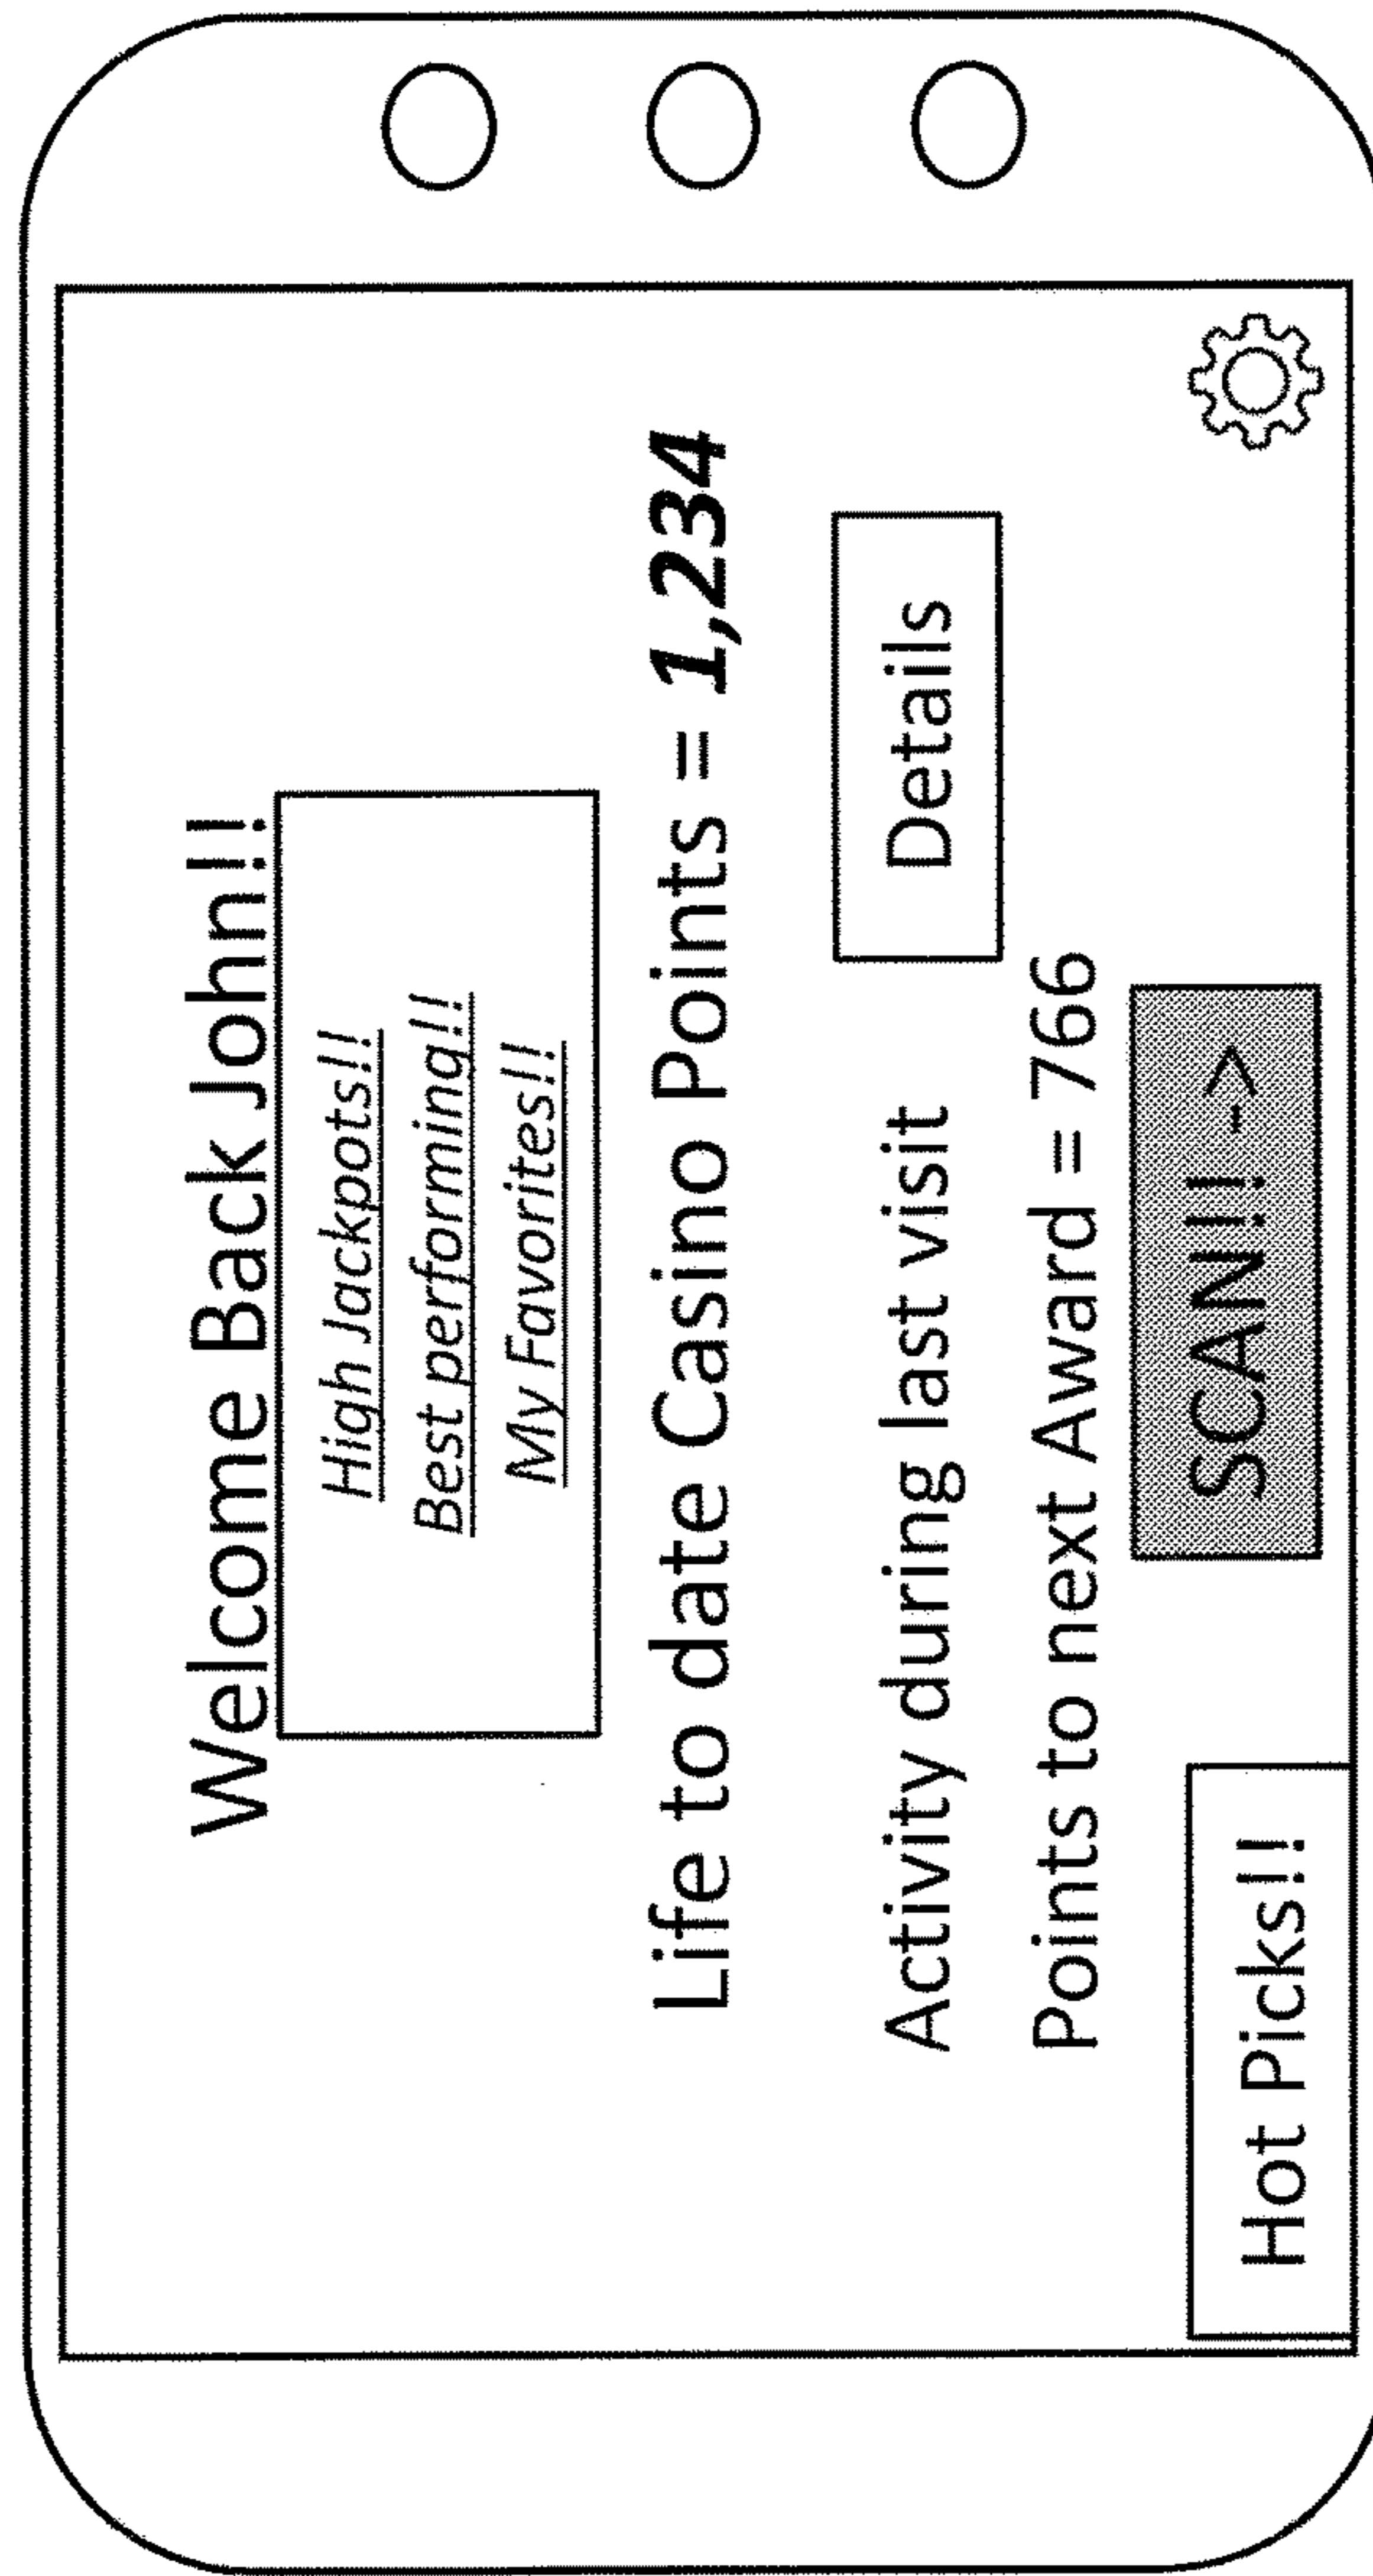 Welcome Back John!!
High Jackpots!!
Best performing!!
My Favorites!!
Life to date Casino Points = 1,234
Activity during last visit
Details
Points to next Award = 766
SCAN!! -->
Hot Picks!!